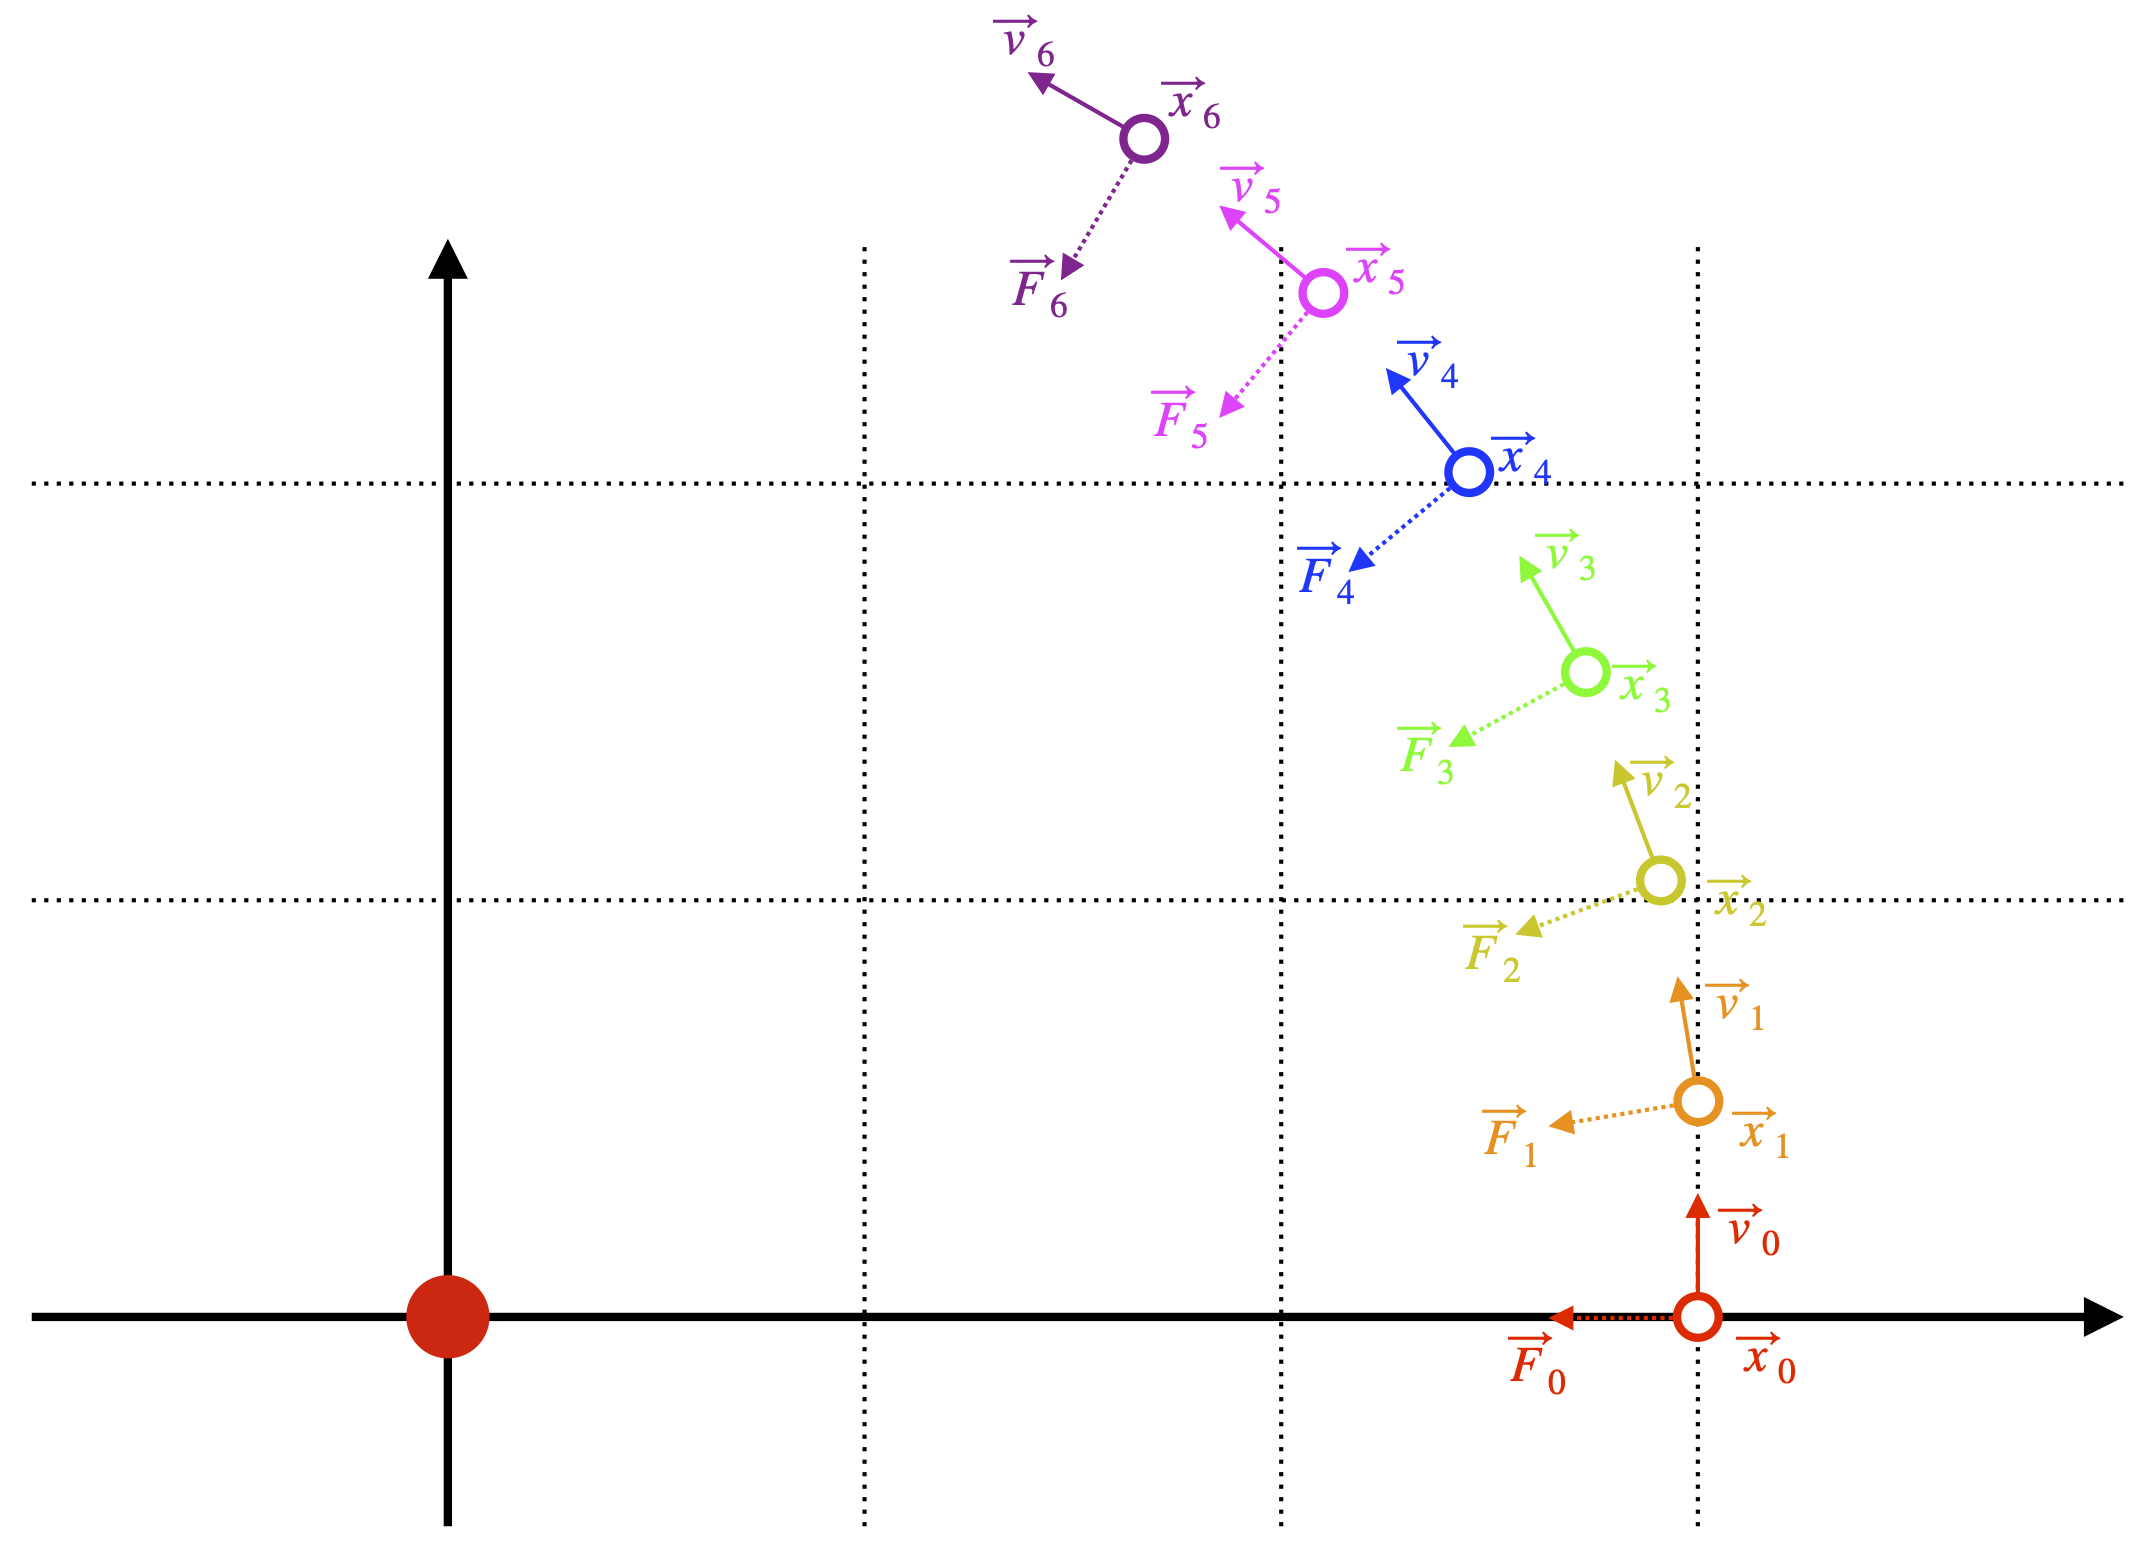 v⃗₆
x⃗₆
v⃗₅
x⃗₅
F⃗₆
v⃗₄
F⃗₅
x⃗₄
v⃗₃
F⃗₄
x⃗₃
F⃗₃
v⃗₂
x⃗₂
F⃗₂
v⃗₁
F⃗₁
x⃗₁
v⃗₀
F⃗₀
x⃗₀